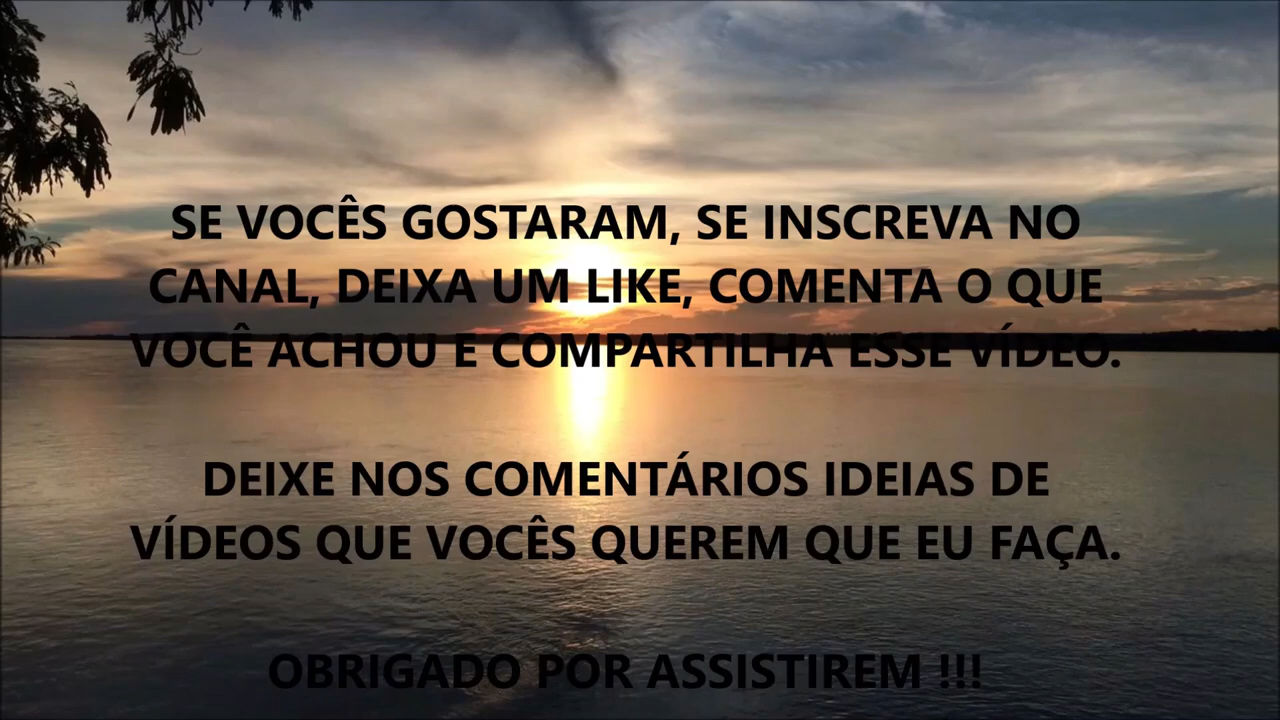 SE VOCÊS GOSTARAM, SE INSCREVA NO
CANAL, DEIXA UM LIKE, COMENTA O QUE
VOCÊ ACHOU E COMPARTILHA ESSE VÍDEO.
DEIXE NOS COMENTÁRIOS IDEIAS DE
VÍDEOS QUE VOCÊS QUEREM QUE EU FAÇA.
OBRIGADO POR ASSISTIREM !!!